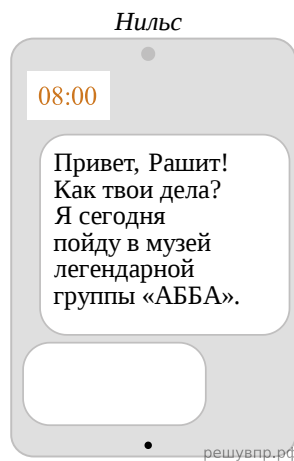 Нильс
08:00
Привет, Рашит!
Как твои дела?
Я сегодня
пойду в музей
легендарной
группы «АББА».
решувпр.рф